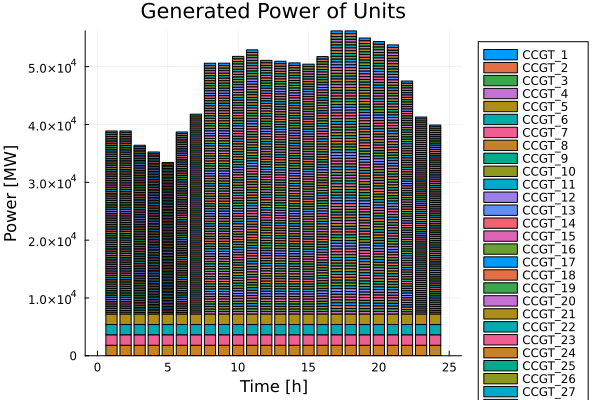 Generated Power of Units
Power [MW]
5.0×10⁴
4.0×10⁴
3.0×10⁴
2.0×10⁴
1.0×10⁴
0
0 5 10 15 20 25
Time [h]
CCGT_1
CCGT_2
CCGT_3
CCGT_4
CCGT_5
CCGT_6
CCGT_7
CCGT_8
CCGT_9
CCGT_10
CCGT_11
CCGT_12
CCGT_13
CCGT_14
CCGT_15
CCGT_16
CCGT_17
CCGT_18
CCGT_19
CCGT_20
CCGT_21
CCGT_22
CCGT_23
CCGT_24
CCGT_25
CCGT_26
CCGT_27